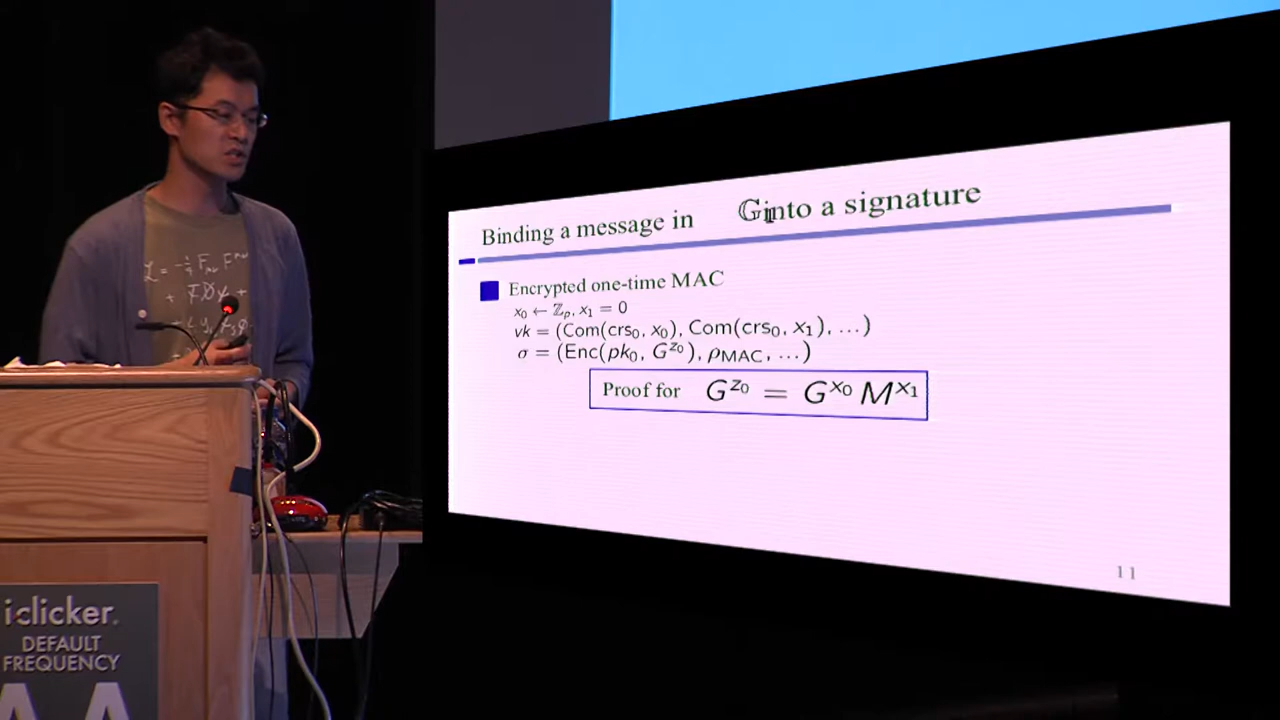 Binding a message in 𝔾 into a signature
Encrypted one-time MAC
x₀ ← ℤₚ, x₁ = 0
vk = (Com(crs₀, x₀), Com(crs₀, x₁), …)
σ = (Enc(pk₀, G^{z₀}), ρ_MAC, …)
Proof for G^{z₀} = G^{x₀} M^{x₁}
11
iclicker.
DEFAULT
FREQUENCY
AA